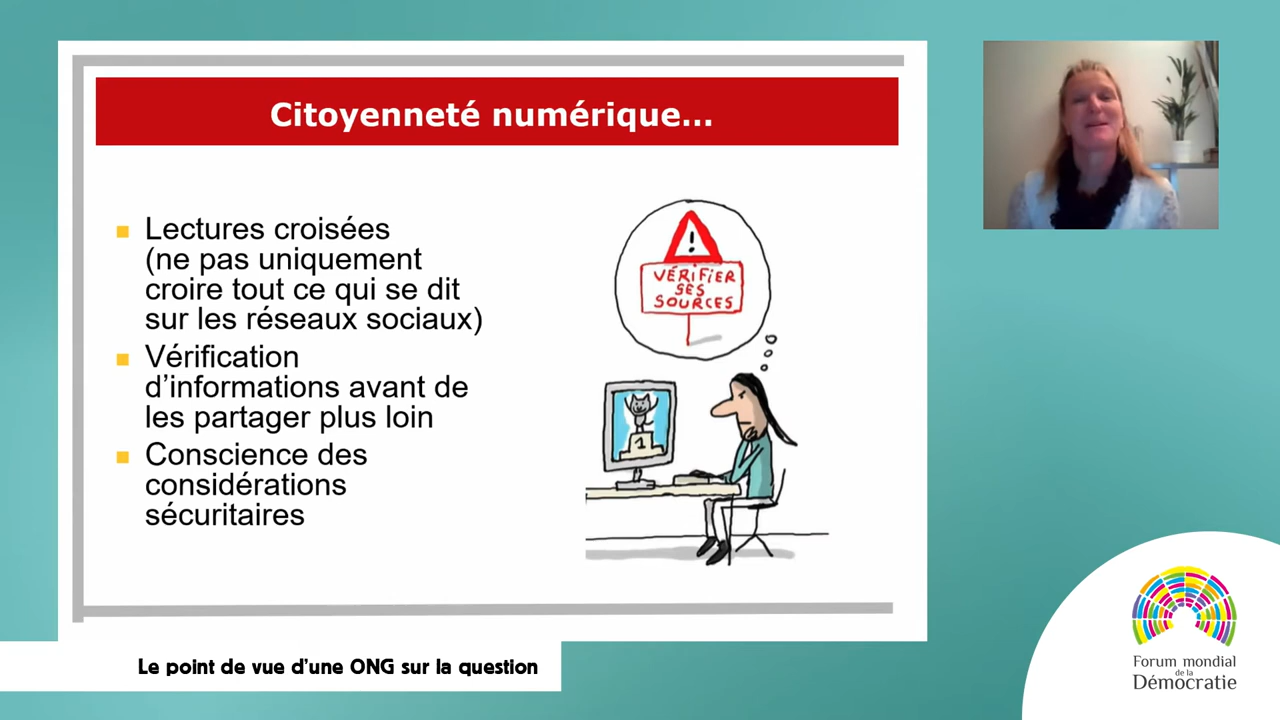 Citoyenneté numérique...
Lectures croisées
(ne pas uniquement
croire tout ce qui se dit
sur les réseaux sociaux)
Vérification
d'informations avant de
les partager plus loin
Conscience des
considérations
sécuritaires
!
VÉRIFIER
SES
SOURCES
1
Le point de vue d'une ONG sur la question
Forum mondial
de la
Démocratie